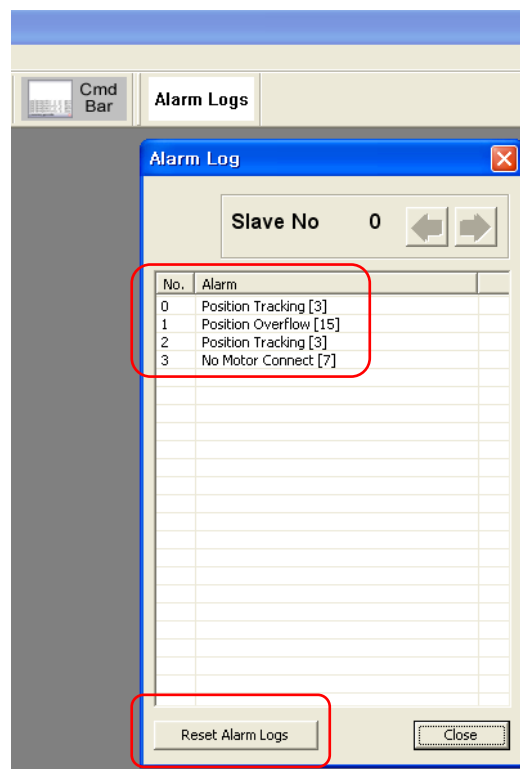 Cmd
Bar
Alarm Logs
Alarm Log
Slave No 0
No. Alarm
0 Position Tracking [3]
1 Position Overflow [15]
2 Position Tracking [3]
3 No Motor Connect [7]
Reset Alarm Logs
Close